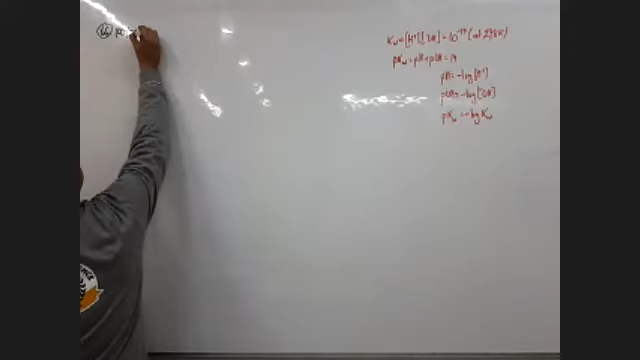 Kw = [H⁺][⁻OH] = 10⁻¹⁴ (at 298K)
pKw = pH + pOH = 14
pH = -log[H⁺]
pOH = -log[⁻OH]
pKw = -log Kw